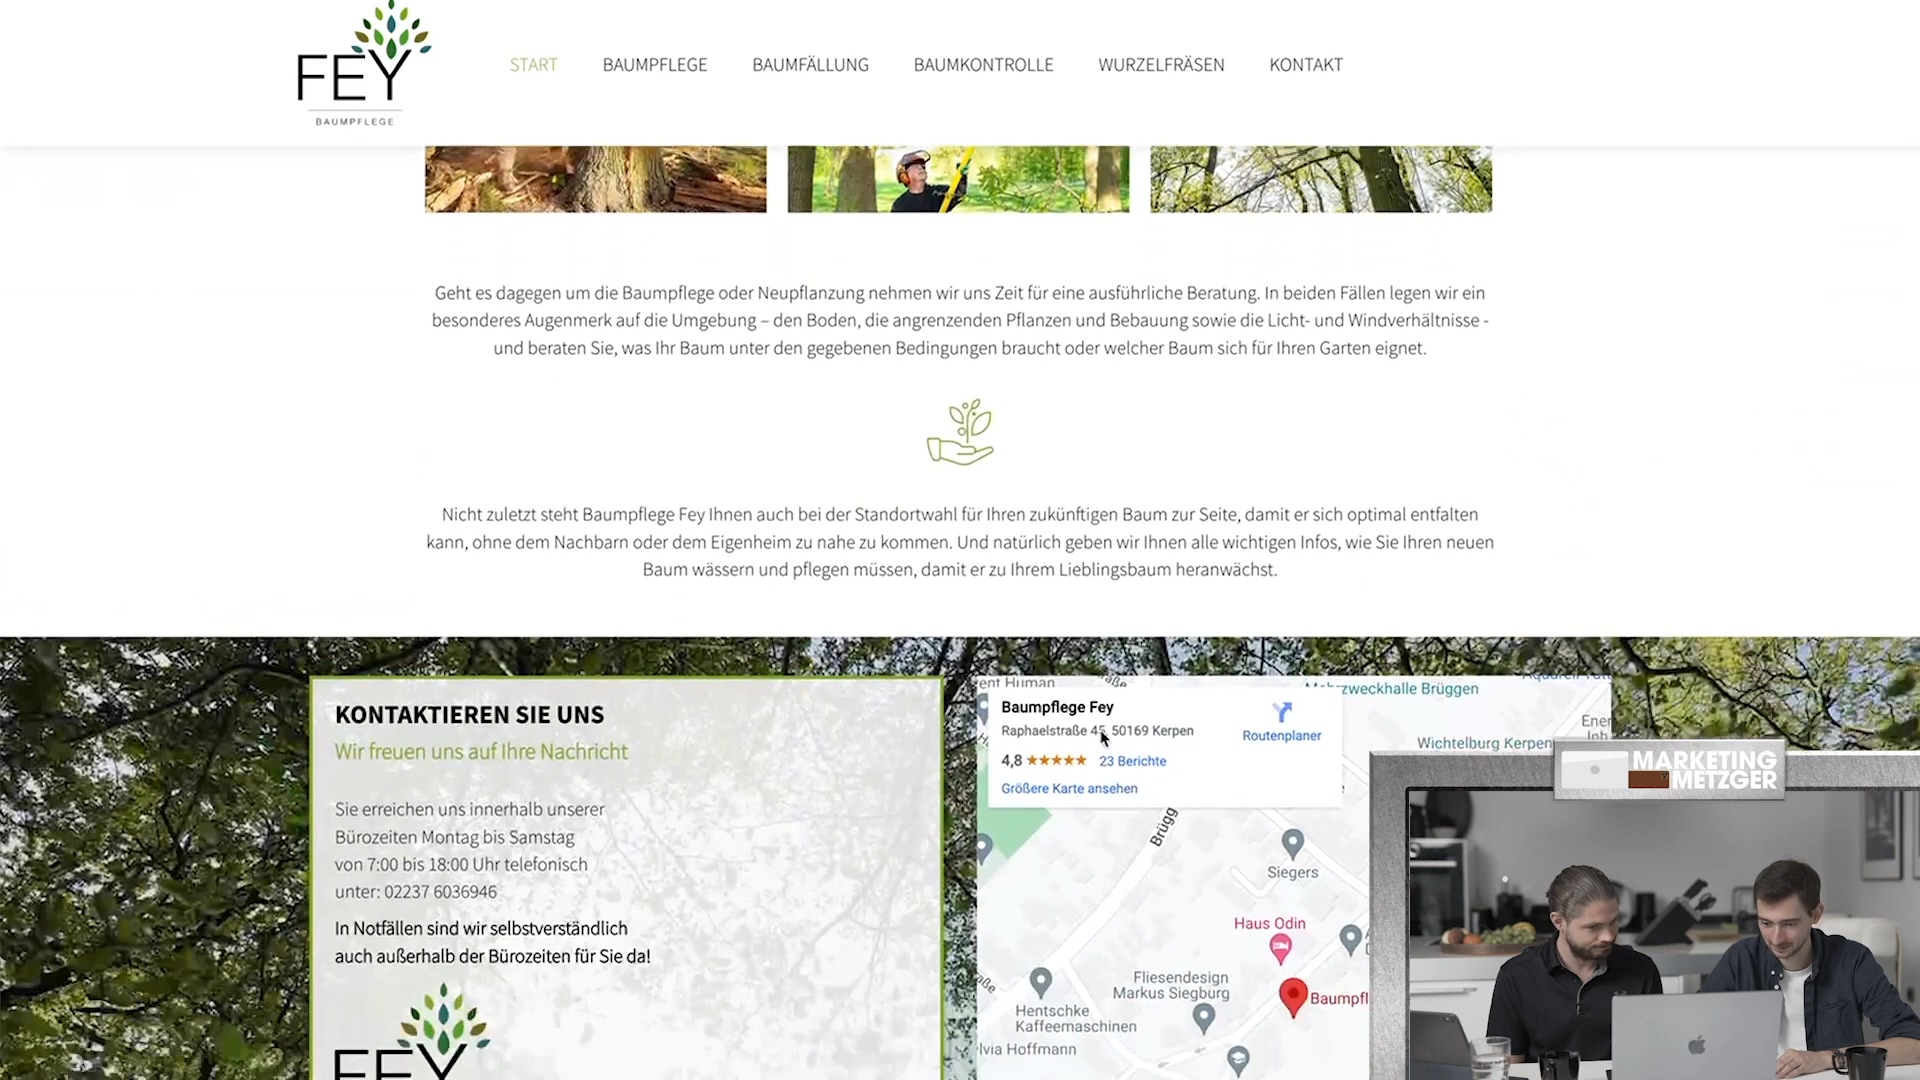 FEY
BAUMPFLEGE
START
BAUMPFLEGE
BAUMFÄLLUNG
BAUMKONTROLLE
WURZELFRÄSEN
KONTAKT
Geht es dagegen um die Baumpflege oder Neupflanzung nehmen wir uns Zeit für eine ausführliche Beratung. In beiden Fällen legen wir ein
besonderes Augenmerk auf die Umgebung – den Boden, die angrenzenden Pflanzen und Bebauung sowie die Licht- und Windverhältnisse -
und beraten Sie, was Ihr Baum unter den gegebenen Bedingungen braucht oder welcher Baum sich für Ihren Garten eignet.
Nicht zuletzt steht Baumpflege Fey Ihnen auch bei der Standortwahl für Ihren zukünftigen Baum zur Seite, damit er sich optimal entfalten
kann, ohne dem Nachbarn oder dem Eigenheim zu nahe zu kommen. Und natürlich geben wir Ihnen alle wichtigen Infos, wie Sie Ihren neuen
Baum wässern und pflegen müssen, damit er zu Ihrem Lieblingsbaum heranwächst.
KONTAKTIEREN SIE UNS
Wir freuen uns auf Ihre Nachricht
Sie erreichen uns innerhalb unserer
Bürozeiten Montag bis Samstag
von 7:00 bis 18:00 Uhr telefonisch
unter: 02237 6036946
In Notfällen sind wir selbstverständlich
auch außerhalb der Bürozeiten für Sie da!
FEY
Human
Mehrzweckhalle Brüggen
Baumpflege Fey
Raphaelstraße 45, 50169 Kerpen
4,8
23 Berichte
Größere Karte ansehen
Routenplaner
Wichtelburg Kerpen
Brügg
Siegers
Haus Odin
Fliesendesign
Markus Siegburg
Baumpfl
Hentschke
Kaffeemaschinen
lvia Hoffmann
MARKETING
METZGER